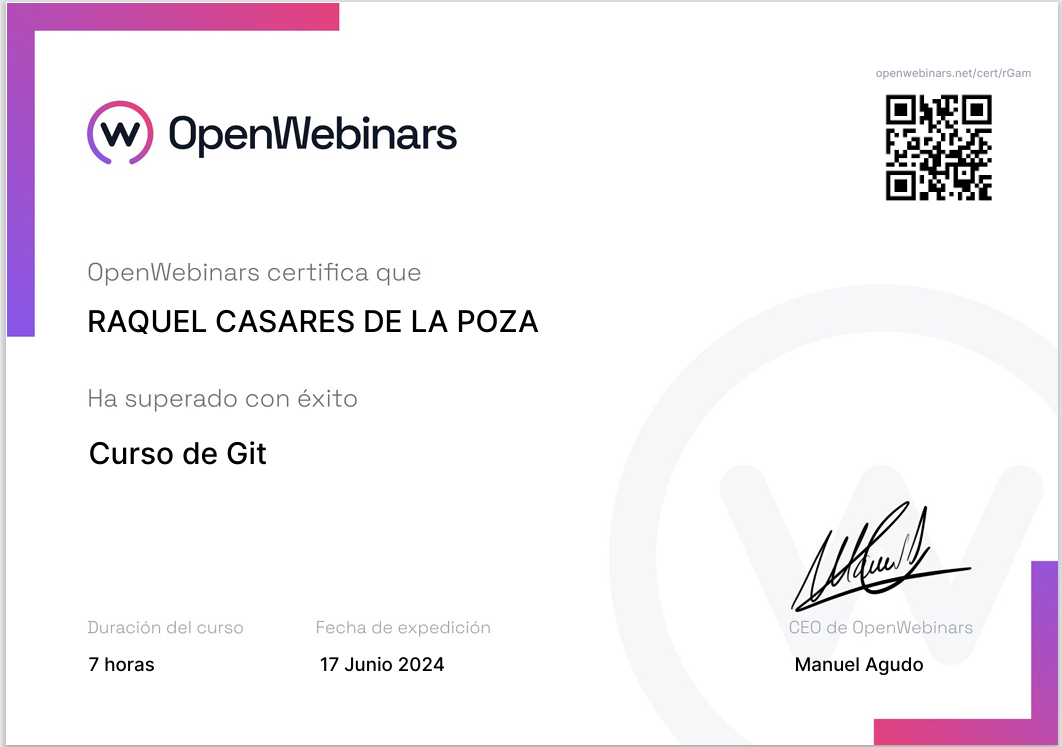 openwebinars.net/cert/rGam
OpenWebinars
OpenWebinars certifica que
RAQUEL CASARES DE LA POZA
Ha superado con éxito
Curso de Git
Duración del curso
7 horas
Fecha de expedición
17 Junio 2024
CEO de OpenWebinars
Manuel Agudo